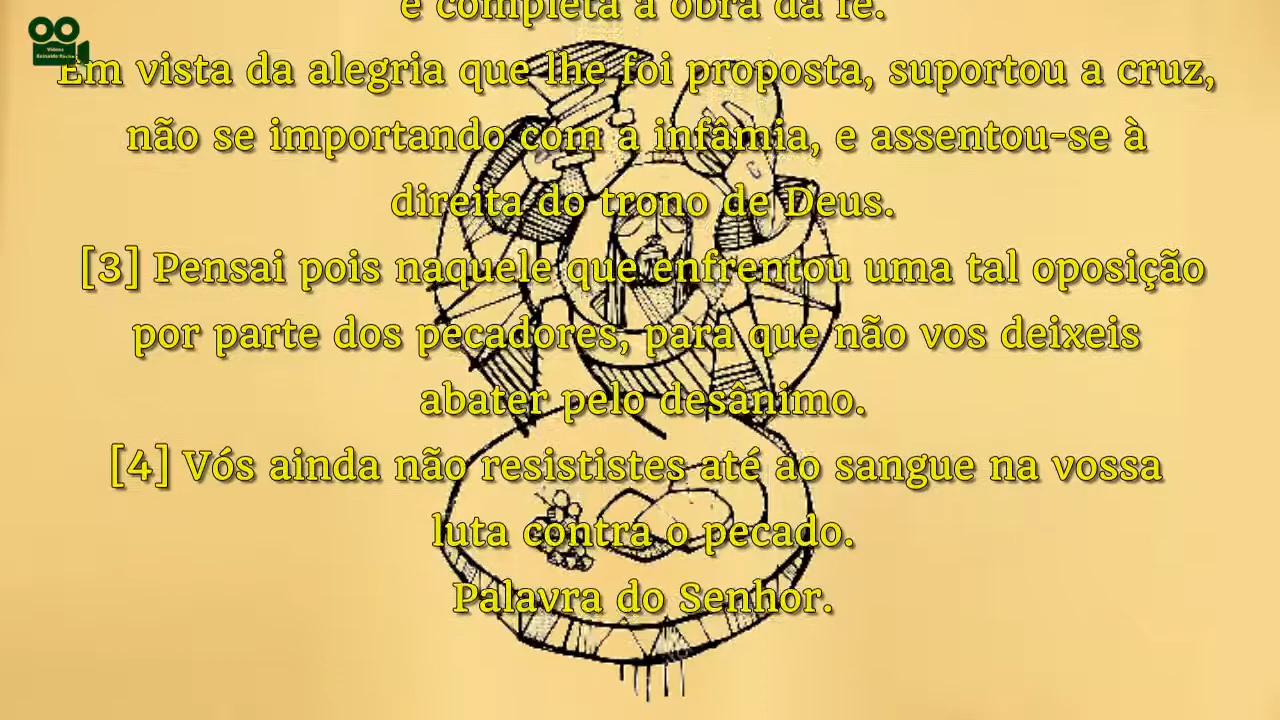 e completa a obra da fé.
Em vista da alegria que lhe foi proposta, suportou a cruz,
não se importando com a infâmia, e assentou-se à
direita do trono de Deus.
[3] Pensai pois naquele que enfrentou uma tal oposição
por parte dos pecadores, para que não vos deixeis
abater pelo desânimo.
[4] Vós ainda não resististes até ao sangue na vossa
luta contra o pecado.
Palavra do Senhor.